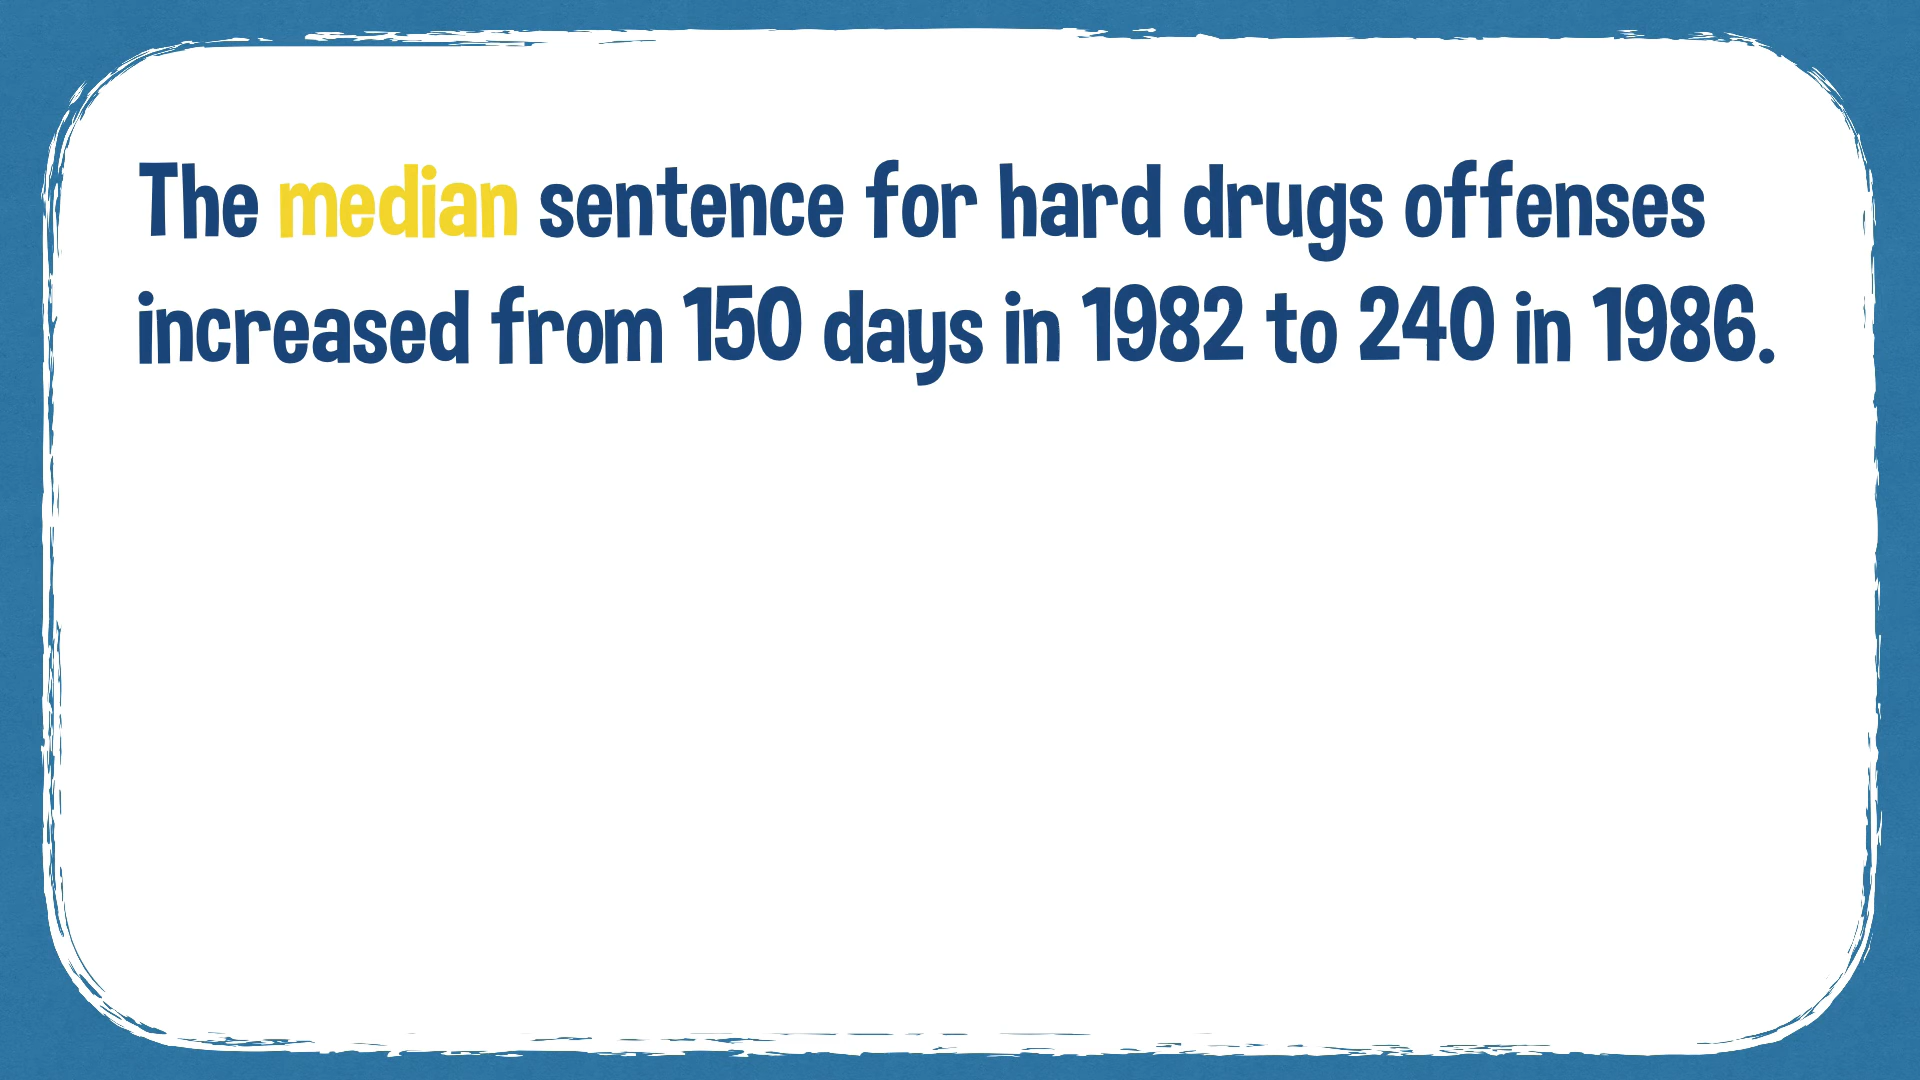 The median sentence for hard drugs offenses
increased from 150 days in 1982 to 240 in 1986.